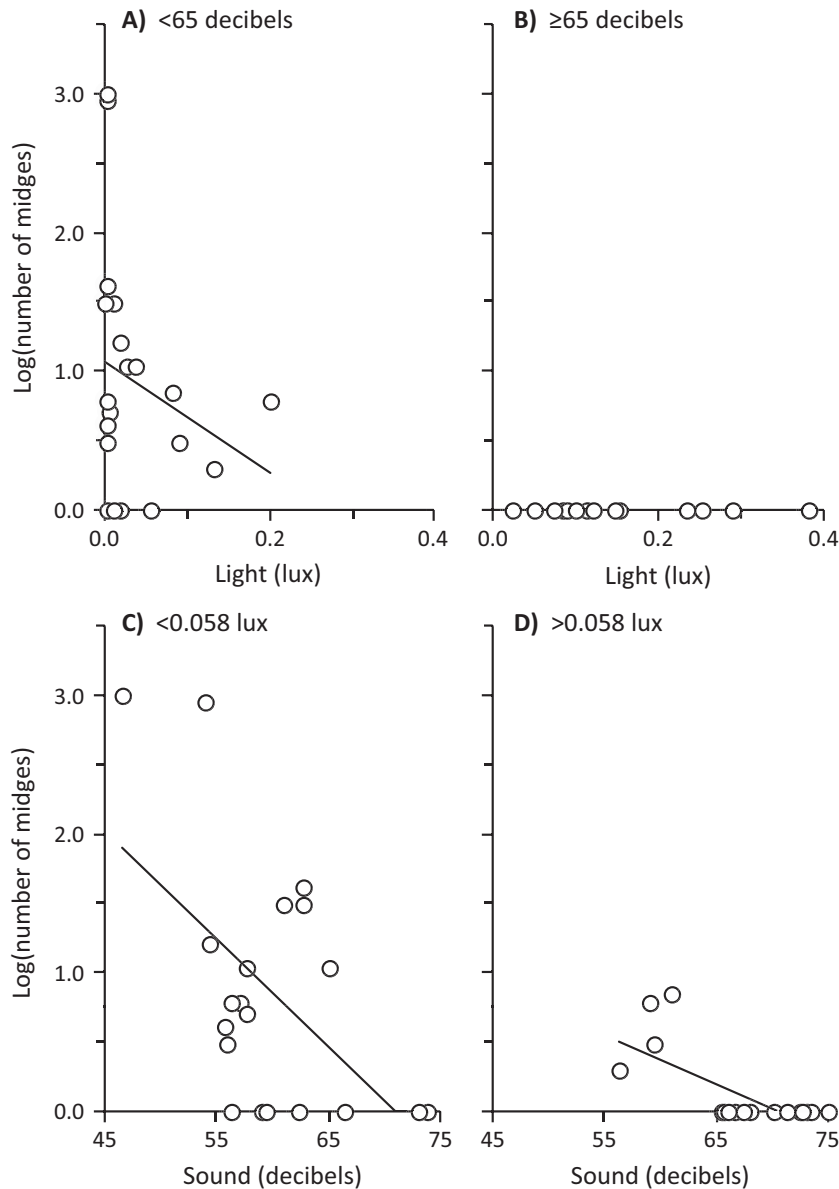 A) <65 decibels
B) ≥65 decibels
3.0
2.0
1.0
0.0
Log(number of midges)
0.0
0.2
0.4
0.0
0.2
0.4
Light (lux)
Light (lux)
C) <0.058 lux
D) >0.058 lux
3.0
2.0
1.0
0.0
Log(number of midges)
45
55
65
75
45
55
65
75
Sound (decibels)
Sound (decibels)